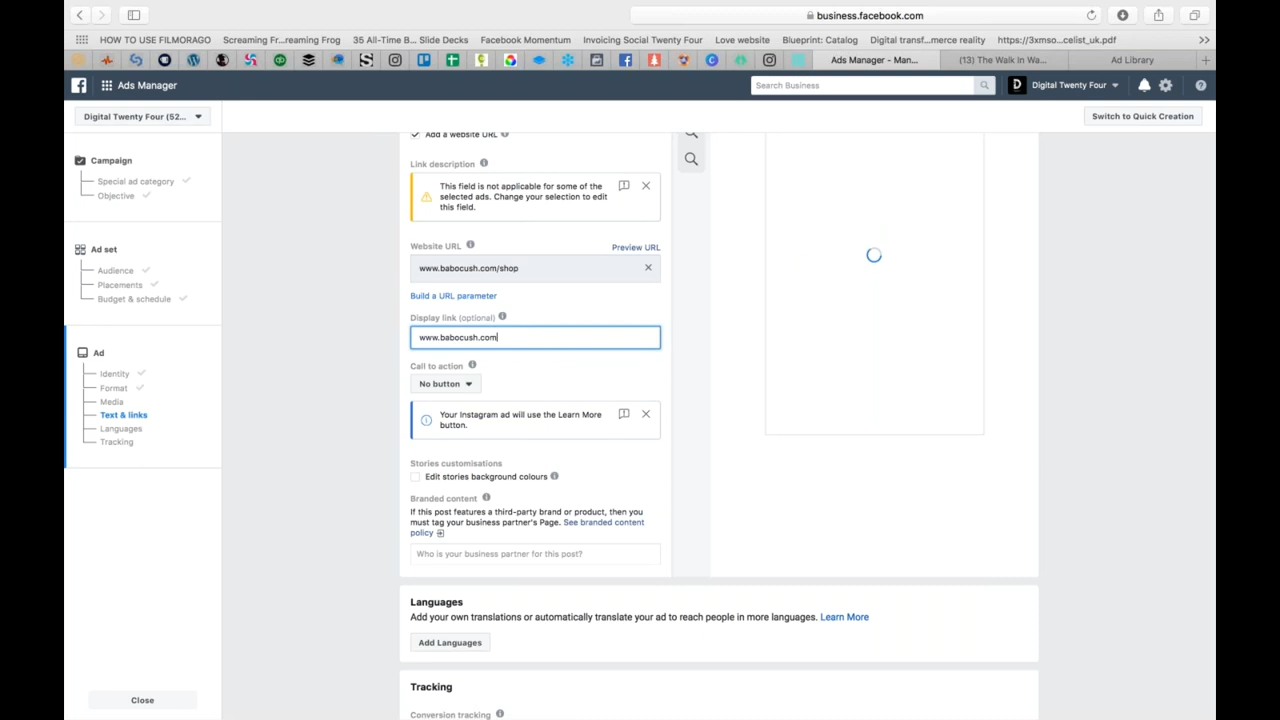 business.facebook.com
HOW TO USE FILMORAGO
Screaming Fr...reaming Frog
35 All-Time B... Slide Decks
Facebook Momentum
Invoicing Social Twenty Four
Love website
Blueprint: Catalog
Digital transf...merce reality
https://3xmso...celist_uk.pdf
Ads Manager - Man...
(13) The Walk In Wa...
Ad Library
Ads Manager
Search Business
Digital Twenty Four
Digital Twenty Four (52...
Switch to Quick Creation
Campaign
Special ad category
Objective
Ad set
Audience
Placements
Budget & schedule
Ad
Identity
Format
Media
Text & links
Languages
Tracking
Close
Add a website URL
Link description
This field is not applicable for some of the
selected ads. Change your selection to edit
this field.
Website URL
Preview URL
www.babocush.com/shop
Build a URL parameter
Display link (optional)
www.babocush.com
Call to action
No button
Your Instagram ad will use the Learn More
button.
Stories customisations
Edit stories background colours
Branded content
If this post features a third-party brand or product, then you
must tag your business partner's Page. See branded content
policy
Who is your business partner for this post?
Languages
Add your own translations or automatically translate your ad to reach people in more languages. Learn More
Add Languages
Tracking
Conversion tracking